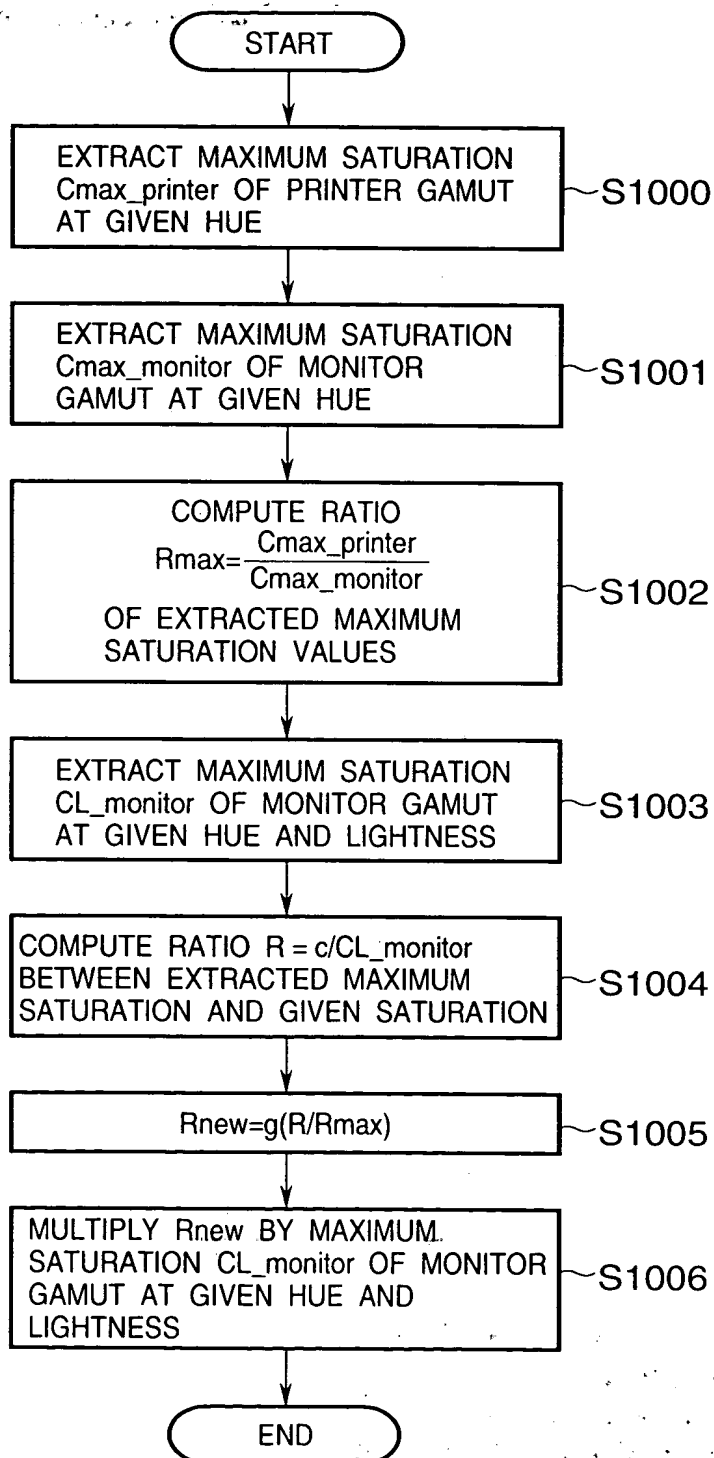 START
EXTRACT MAXIMUM SATURATION
Cmax_printer OF PRINTER GAMUT
AT GIVEN HUE
S1000
EXTRACT MAXIMUM SATURATION
Cmax_monitor OF MONITOR
GAMUT AT GIVEN HUE
S1001
COMPUTE RATIO
Rmax=Cmax_printer
Cmax_monitor
OF EXTRACTED MAXIMUM
SATURATION VALUES
S1002
EXTRACT MAXIMUM SATURATION
CL_monitor OF MONITOR GAMUT
AT GIVEN HUE AND LIGHTNESS
S1003
COMPUTE RATIO R = c/CL_monitor
BETWEEN EXTRACTED MAXIMUM
SATURATION AND GIVEN SATURATION
S1004
Rnew=g(R/Rmax)
S1005
MULTIPLY Rnew BY MAXIMUM
SATURATION CL_monitor OF MONITOR
GAMUT AT GIVEN HUE AND
LIGHTNESS
S1006
END